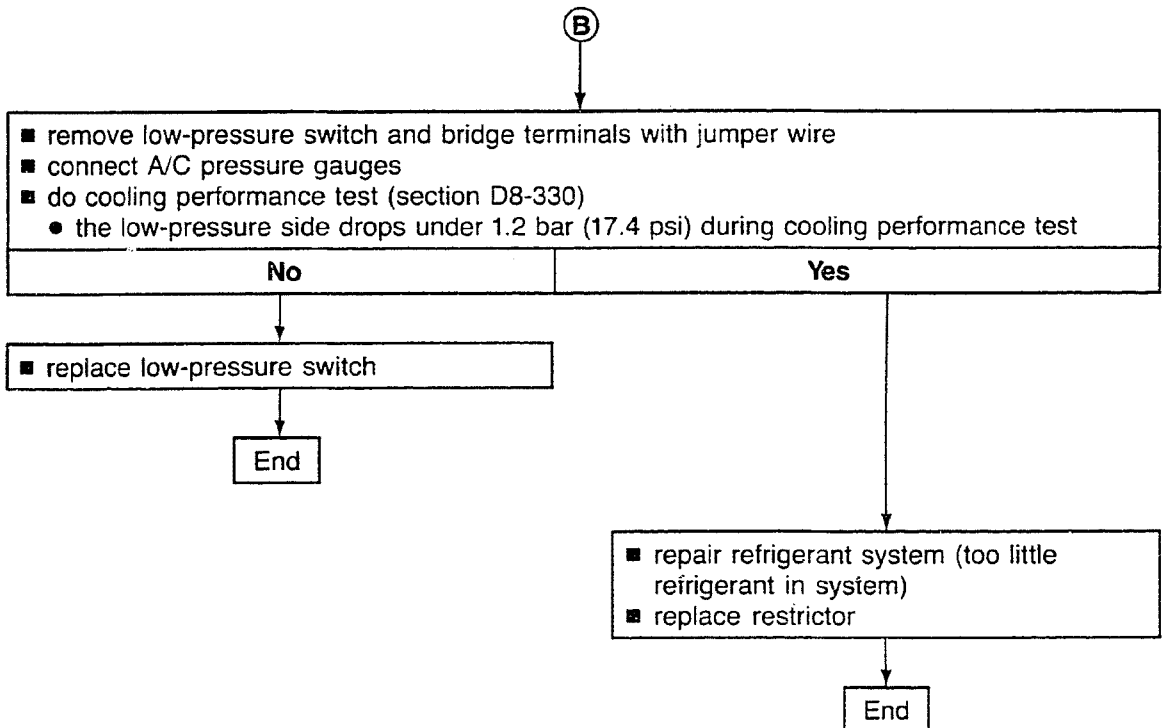 B
■ remove low-pressure switch and bridge terminals with jumper wire
■ connect A/C pressure gauges
■ do cooling performance test (section D8-330)
● the low-pressure side drops under 1.2 bar (17.4 psi) during cooling performance test
No
Yes
■ replace low-pressure switch
End
■ repair refrigerant system (too little
refrigerant in system)
■ replace restrictor
End